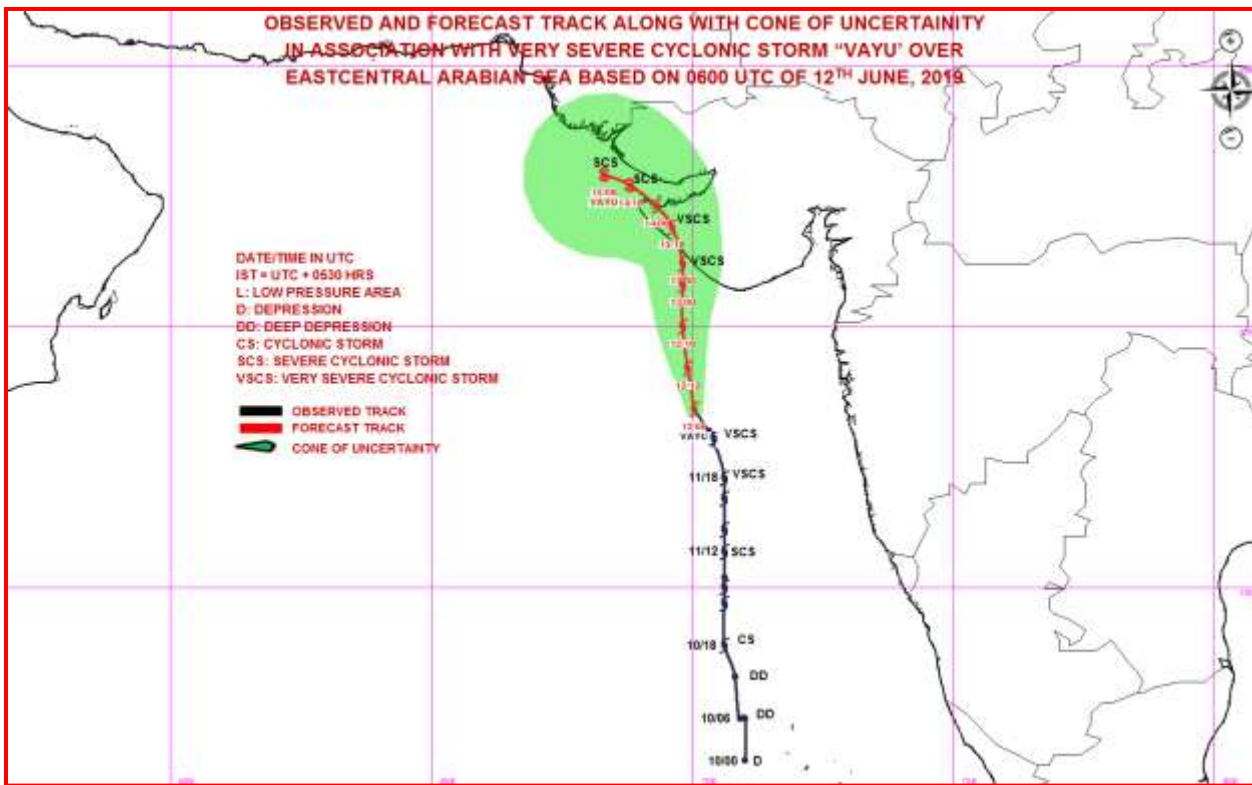 OBSERVED AND FORECAST TRACK ALONG WITH CONE OF UNCERTAINITY
IN ASSOCIATION WITH VERY SEVERE CYCLONIC STORM “VAYU’ OVER
EASTCENTRAL ARABIAN SEA BASED ON 0600 UTC OF 12TH JUNE, 2019
SCS
SCS
VAYU
VSCS
VSCS
DATE/TIME IN UTC
IST = UTC + 0530 HRS
L: LOW PRESSURE AREA
D: DEPRESSION
DD: DEEP DEPRESSION
CS: CYCLONIC STORM
SCS: SEVERE CYCLONIC STORM
VSCS: VERY SEVERE CYCLONIC STORM
OBSERVED TRACK
FORECAST TRACK
CONE OF UNCERTAINTY
VAYU
VSCS
11/18
VSCS
11/12
SCS
10/18
CS
DD
10/06
DD
10/00
D